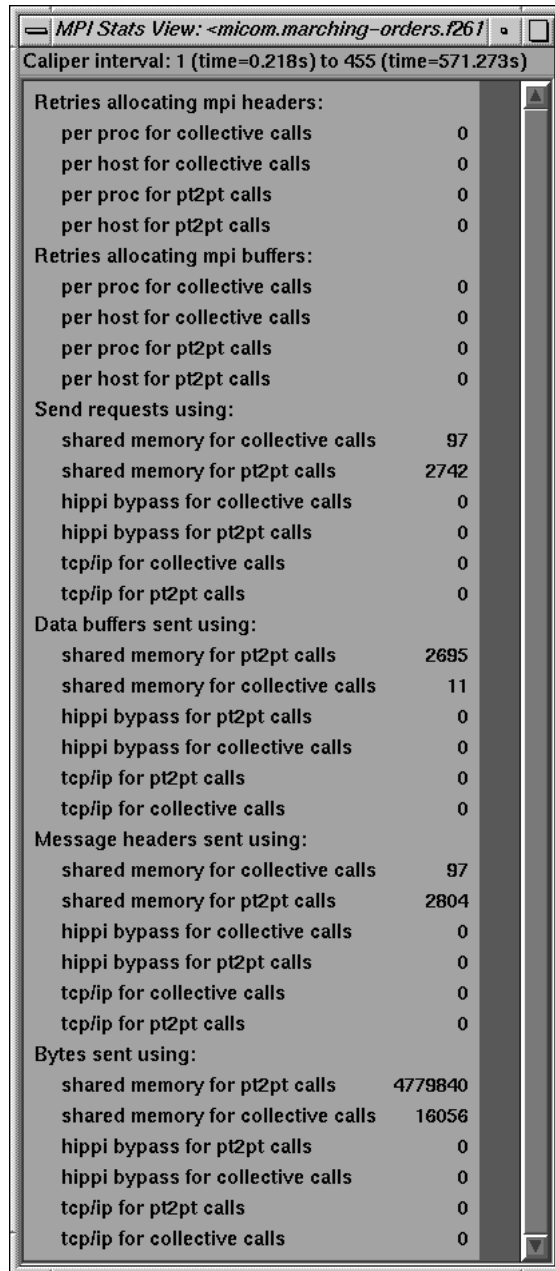 MPI Stats View: <micom.marching-orders.f261
Caliper interval: 1 (time=0.218s) to 455 (time=571.273s)
Retries allocating mpi headers:
per proc for collective calls 0
per host for collective calls 0
per proc for pt2pt calls 0
per host for pt2pt calls 0
Retries allocating mpi buffers:
per proc for collective calls 0
per host for collective calls 0
per proc for pt2pt calls 0
per host for pt2pt calls 0
Send requests using:
shared memory for collective calls 97
shared memory for pt2pt calls 2742
hippi bypass for collective calls 0
hippi bypass for pt2pt calls 0
tcp/ip for collective calls 0
tcp/ip for pt2pt calls 0
Data buffers sent using:
shared memory for pt2pt calls 2695
shared memory for collective calls 11
hippi bypass for pt2pt calls 0
hippi bypass for collective calls 0
tcp/ip for pt2pt calls 0
tcp/ip for collective calls 0
Message headers sent using:
shared memory for collective calls 97
shared memory for pt2pt calls 2804
hippi bypass for collective calls 0
hippi bypass for pt2pt calls 0
tcp/ip for collective calls 0
tcp/ip for pt2pt calls 0
Bytes sent using:
shared memory for pt2pt calls 4779840
shared memory for collective calls 16056
hippi bypass for pt2pt calls 0
hippi bypass for collective calls 0
tcp/ip for pt2pt calls 0
tcp/ip for collective calls 0